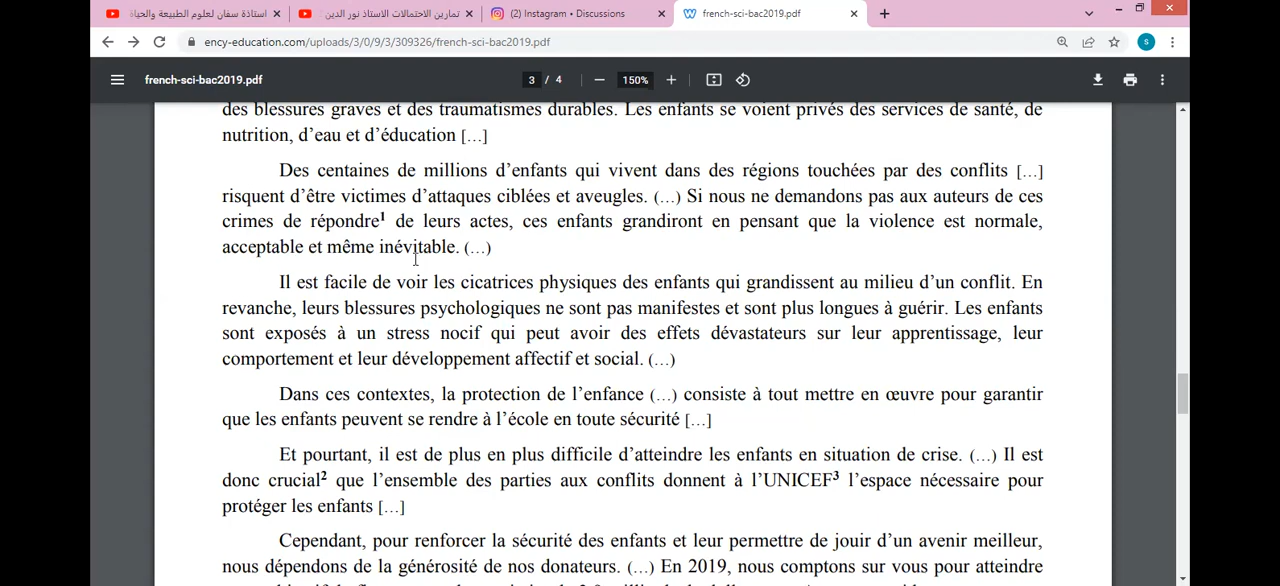 استاذة سفان لعلوم الطبيعة والحياة
تمارين الاحتمالات الاستاذ نور الدين
(2) Instagram • Discussions
french-sci-bac2019.pdf
ency-education.com/uploads/3/0/9/3/309326/french-sci-bac2019.pdf
S
french-sci-bac2019.pdf
3 / 4
150%
des blessures graves et des traumatismes durables. Les enfants se voient privés des services de santé, de
nutrition, d’eau et d’éducation […]
Des centaines de millions d’enfants qui vivent dans des régions touchées par des conflits […]
risquent d’être victimes d’attaques ciblées et aveugles. (…) Si nous ne demandons pas aux auteurs de ces
crimes de répondre¹ de leurs actes, ces enfants grandiront en pensant que la violence est normale,
acceptable et même inévitable. (…)
Il est facile de voir les cicatrices physiques des enfants qui grandissent au milieu d’un conflit. En
revanche, leurs blessures psychologiques ne sont pas manifestes et sont plus longues à guérir. Les enfants
sont exposés à un stress nocif qui peut avoir des effets dévastateurs sur leur apprentissage, leur
comportement et leur développement affectif et social. (…)
Dans ces contextes, la protection de l’enfance (…) consiste à tout mettre en œuvre pour garantir
que les enfants peuvent se rendre à l’école en toute sécurité […]
Et pourtant, il est de plus en plus difficile d’atteindre les enfants en situation de crise. (…) Il est
donc crucial² que l’ensemble des parties aux conflits donnent à l’UNICEF³ l’espace nécessaire pour
protéger les enfants […]
Cependant, pour renforcer la sécurité des enfants et leur permettre de jouir d’un avenir meilleur,
nous dépendons de la générosité de nos donateurs. (…) En 2019, nous comptons sur vous pour atteindre